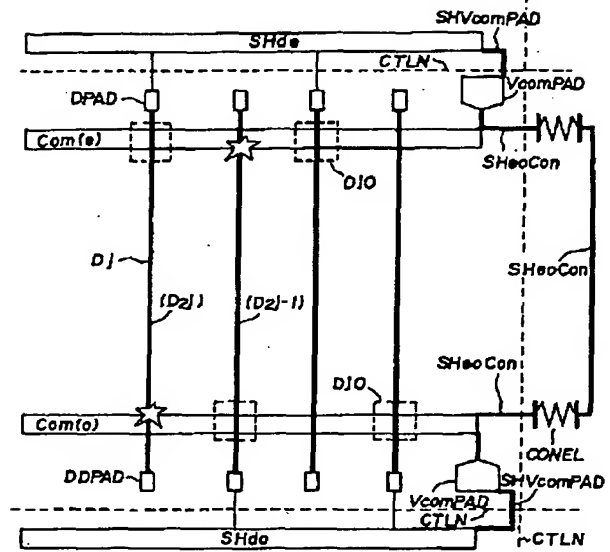 SHVcomPAD
SHde
CTLN
VcomPAD
DPAD
Com(e)
SHeoCon
DIO
Dj
SHeoCon
(D2j)
(D2j-1)
SHeoCon
DIO
Com(o)
CONEL
DDPAD
SHVcomPAD
VcomPAD
CTLN
SHdo
CTLN